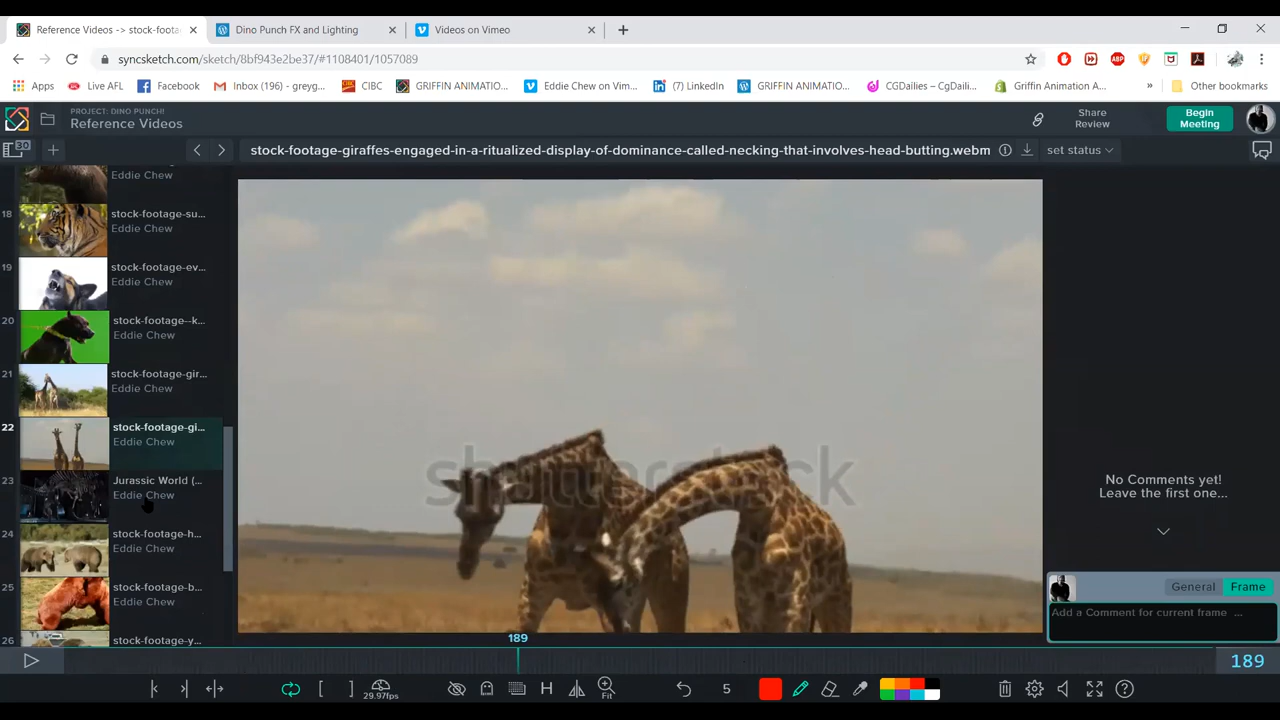 Reference Videos -> stock-foota
Dino Punch FX and Lighting
Videos on Vimeo
syncsketch.com/sketch/8bf943e2be37/#1108401/1057089
Apps
Live AFL
Facebook
Inbox (196) - greyg...
CIBC
GRIFFIN ANIMATIO...
Eddie Chew on Vim...
(7) LinkedIn
GRIFFIN ANIMATIO...
CGDailies – CgDaili...
Griffin Animation A...
»
Other bookmarks
PROJECT: DINO PUNCH!
Reference Videos
Share Review
Begin Meeting
30
stock-footage-giraffes-engaged-in-a-ritualized-display-of-dominance-called-necking-that-involves-head-butting.webm
set status
Eddie Chew
18
stock-footage-su...
Eddie Chew
19
stock-footage-ev...
Eddie Chew
20
stock-footage--k...
Eddie Chew
21
stock-footage-gir...
Eddie Chew
22
stock-footage-gi...
Eddie Chew
23
Jurassic World (...
Eddie Chew
24
stock-footage-h...
Eddie Chew
25
stock-footage-b...
Eddie Chew
26
stock-footage-y...
shutterstock
No Comments yet!
Leave the first one...
General
Frame
Add a Comment for current frame ...
189
189
29.97fps
H
Fit
5